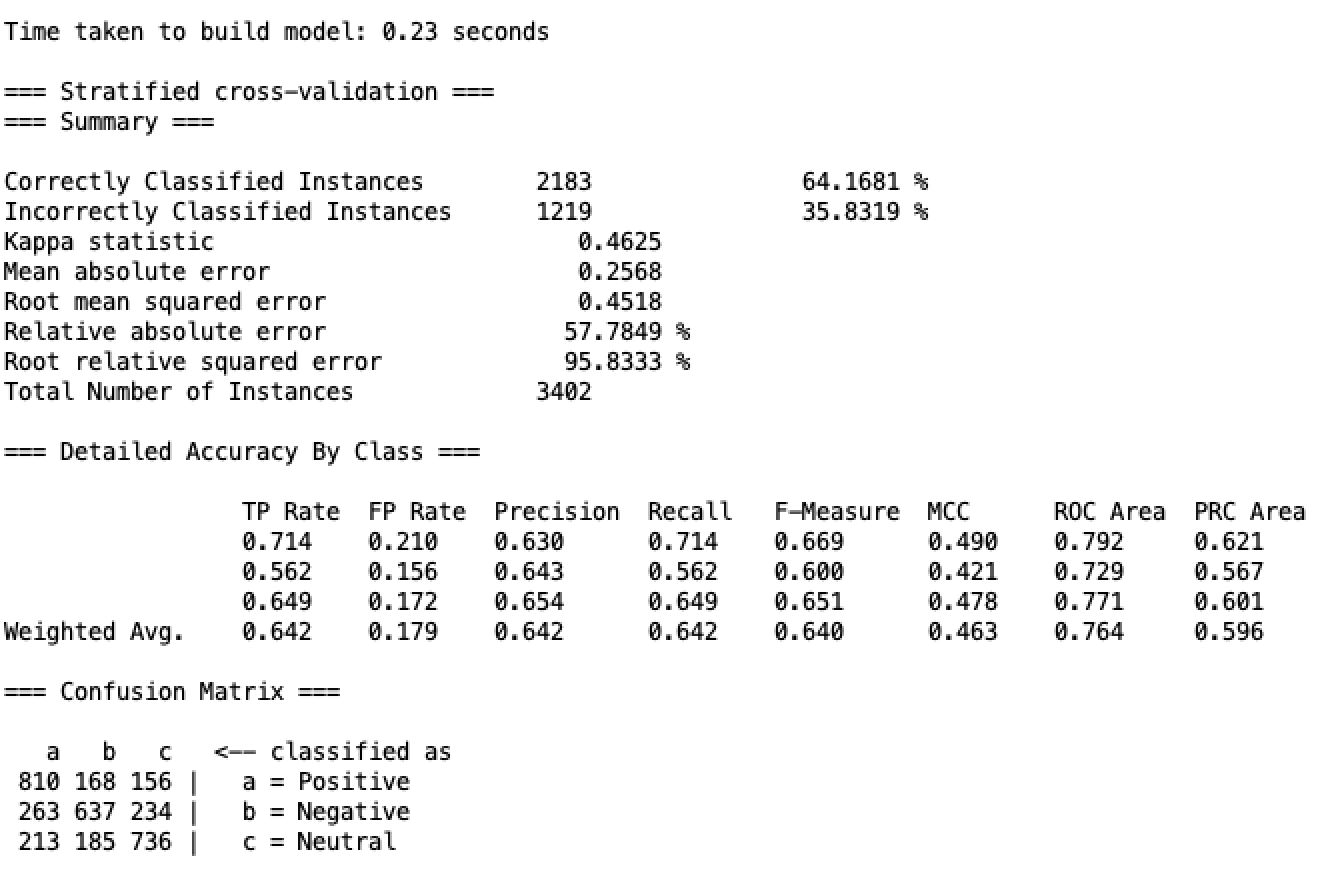 Time taken to build model: 0.23 seconds
=== Stratified cross-validation ===
=== Summary ===
Correctly Classified Instances 2183 64.1681 %
Incorrectly Classified Instances 1219 35.8319 %
Kappa statistic 0.4625
Mean absolute error 0.2568
Root mean squared error 0.4518
Relative absolute error 57.7849 %
Root relative squared error 95.8333 %
Total Number of Instances 3402
=== Detailed Accuracy By Class ===
TP Rate FP Rate Precision Recall F-Measure MCC ROC Area PRC Area
0.714 0.210 0.630 0.714 0.669 0.490 0.792 0.621
0.562 0.156 0.643 0.562 0.600 0.421 0.729 0.567
0.649 0.172 0.654 0.649 0.651 0.478 0.771 0.601
Weighted Avg. 0.642 0.179 0.642 0.642 0.640 0.463 0.764 0.596
=== Confusion Matrix ===
a b c <-- classified as
810 168 156 | a = Positive
263 637 234 | b = Negative
213 185 736 | c = Neutral